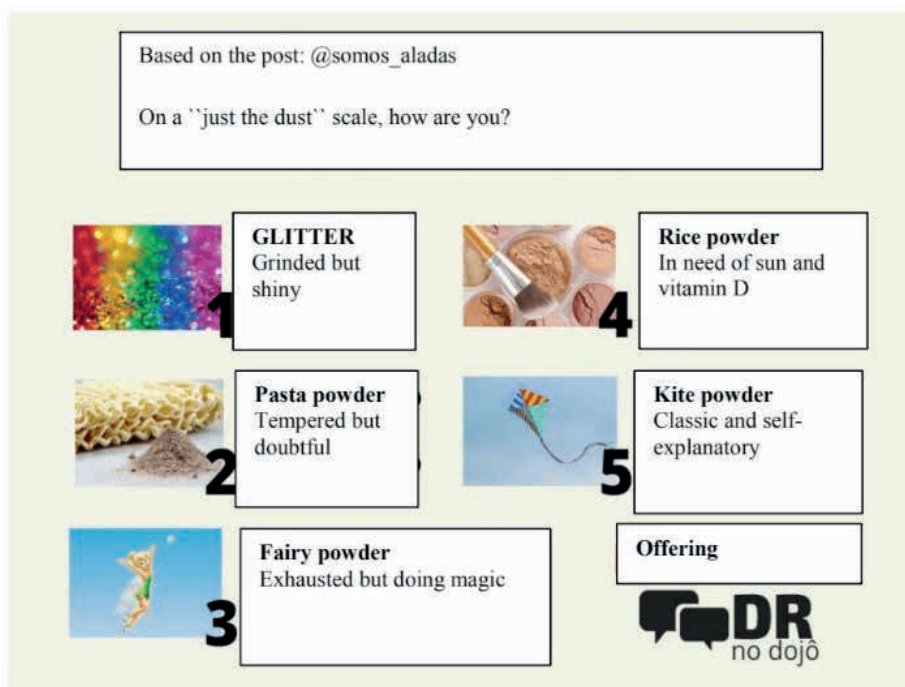 Based on the post: @somos_aladas
On a ``just the dust`` scale, how are you?
1
GLITTER
Grinded but
shiny
2
Pasta powder
Tempered but
doubtful
3
Fairy powder
Exhausted but doing magic
4
Rice powder
In need of sun and
vitamin D
5
Kite powder
Classic and self-
explanatory
Offering
DR
no dojô